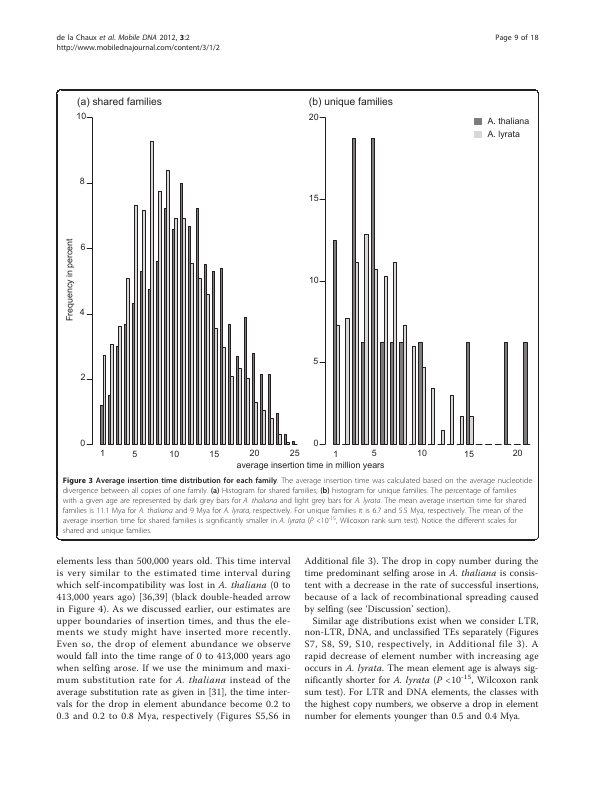 de la Chaux et al. Mobile DNA 2012, 3:2
http://www.mobilednajournal.com/content/3/1/2
Page 9 of 18
(a) shared families
(b) unique families
A. thaliana
A. lyrata
Frequency in percent
10
8
6
4
2
0
1 5 10 15 20 25
20
15
10
5
0
1 5 10 15 20
average insertion time in million years
Figure 3 Average insertion time distribution for each family. The average insertion time was calculated based on the average nucleotide
divergence between all copies of one family. (a) Histogram for shared families; (b) histogram for unique families. The percentage of families
with a given age are represented by dark grey bars for A. thaliana and light grey bars for A. lyrata. The mean average insertion time for shared
families is 11.1 Mya for A. thaliana and 9 Mya for A. lyrata, respectively. For unique families it is 6.7 and 5.5 Mya, respectively. The mean of the
average insertion time for shared families is significantly smaller in A. lyrata (P <10-15, Wilcoxon rank sum test). Notice the different scales for
shared and unique families.
elements less than 500,000 years old. This time interval
is very similar to the estimated time interval during
which self-incompatibility was lost in A. thaliana (0 to
413,000 years ago) [36,39] (black double-headed arrow
in Figure 4). As we discussed earlier, our estimates are
upper boundaries of insertion times, and thus the ele-
ments we study might have inserted more recently.
Even so, the drop of element abundance we observe
would fall into the time range of 0 to 413,000 years ago
when selfing arose. If we use the minimum and maxi-
mum substitution rate for A. thaliana instead of the
average substitution rate as given in [31], the time inter-
vals for the drop in element abundance become 0.2 to
0.3 and 0.2 to 0.8 Mya, respectively (Figures S5,S6 in
Additional file 3). The drop in copy number during the
time predominant selfing arose in A. thaliana is consis-
tent with a decrease in the rate of successful insertions,
because of a lack of recombinational spreading caused
by selfing (see 'Discussion' section).
Similar age distributions exist when we consider LTR,
non-LTR, DNA, and unclassified TEs separately (Figures
S7, S8, S9, S10, respectively, in Additional file 3). A
rapid decrease of element number with increasing age
occurs in A. lyrata. The mean element age is always sig-
nificantly shorter for A. lyrata (P <10-15, Wilcoxon rank
sum test). For LTR and DNA elements, the classes with
the highest copy numbers, we observe a drop in element
number for elements younger than 0.5 and 0.4 Mya.